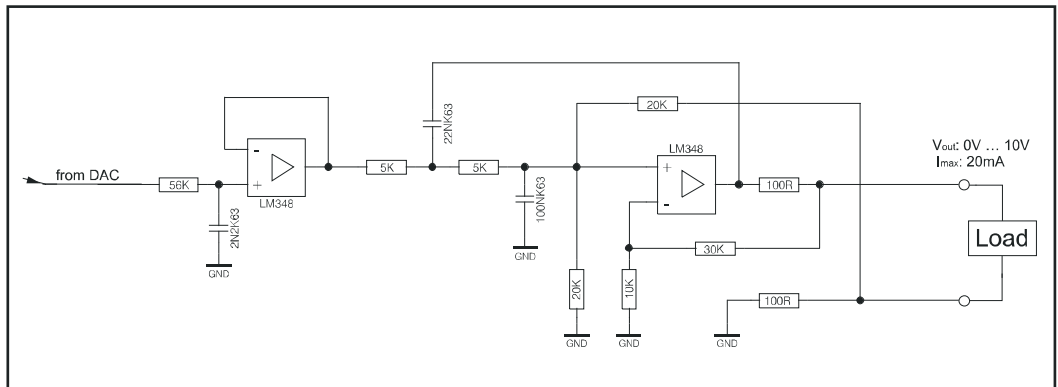 22NK63
20K
LM348
Vout: 0V ... 10V
Imax: 20mA
from DAC
56K
LM348
5K
5K
100R
2N2K63
100NK63
30K
Load
GND
20K
10K
100R
GND
GND
GND
GND